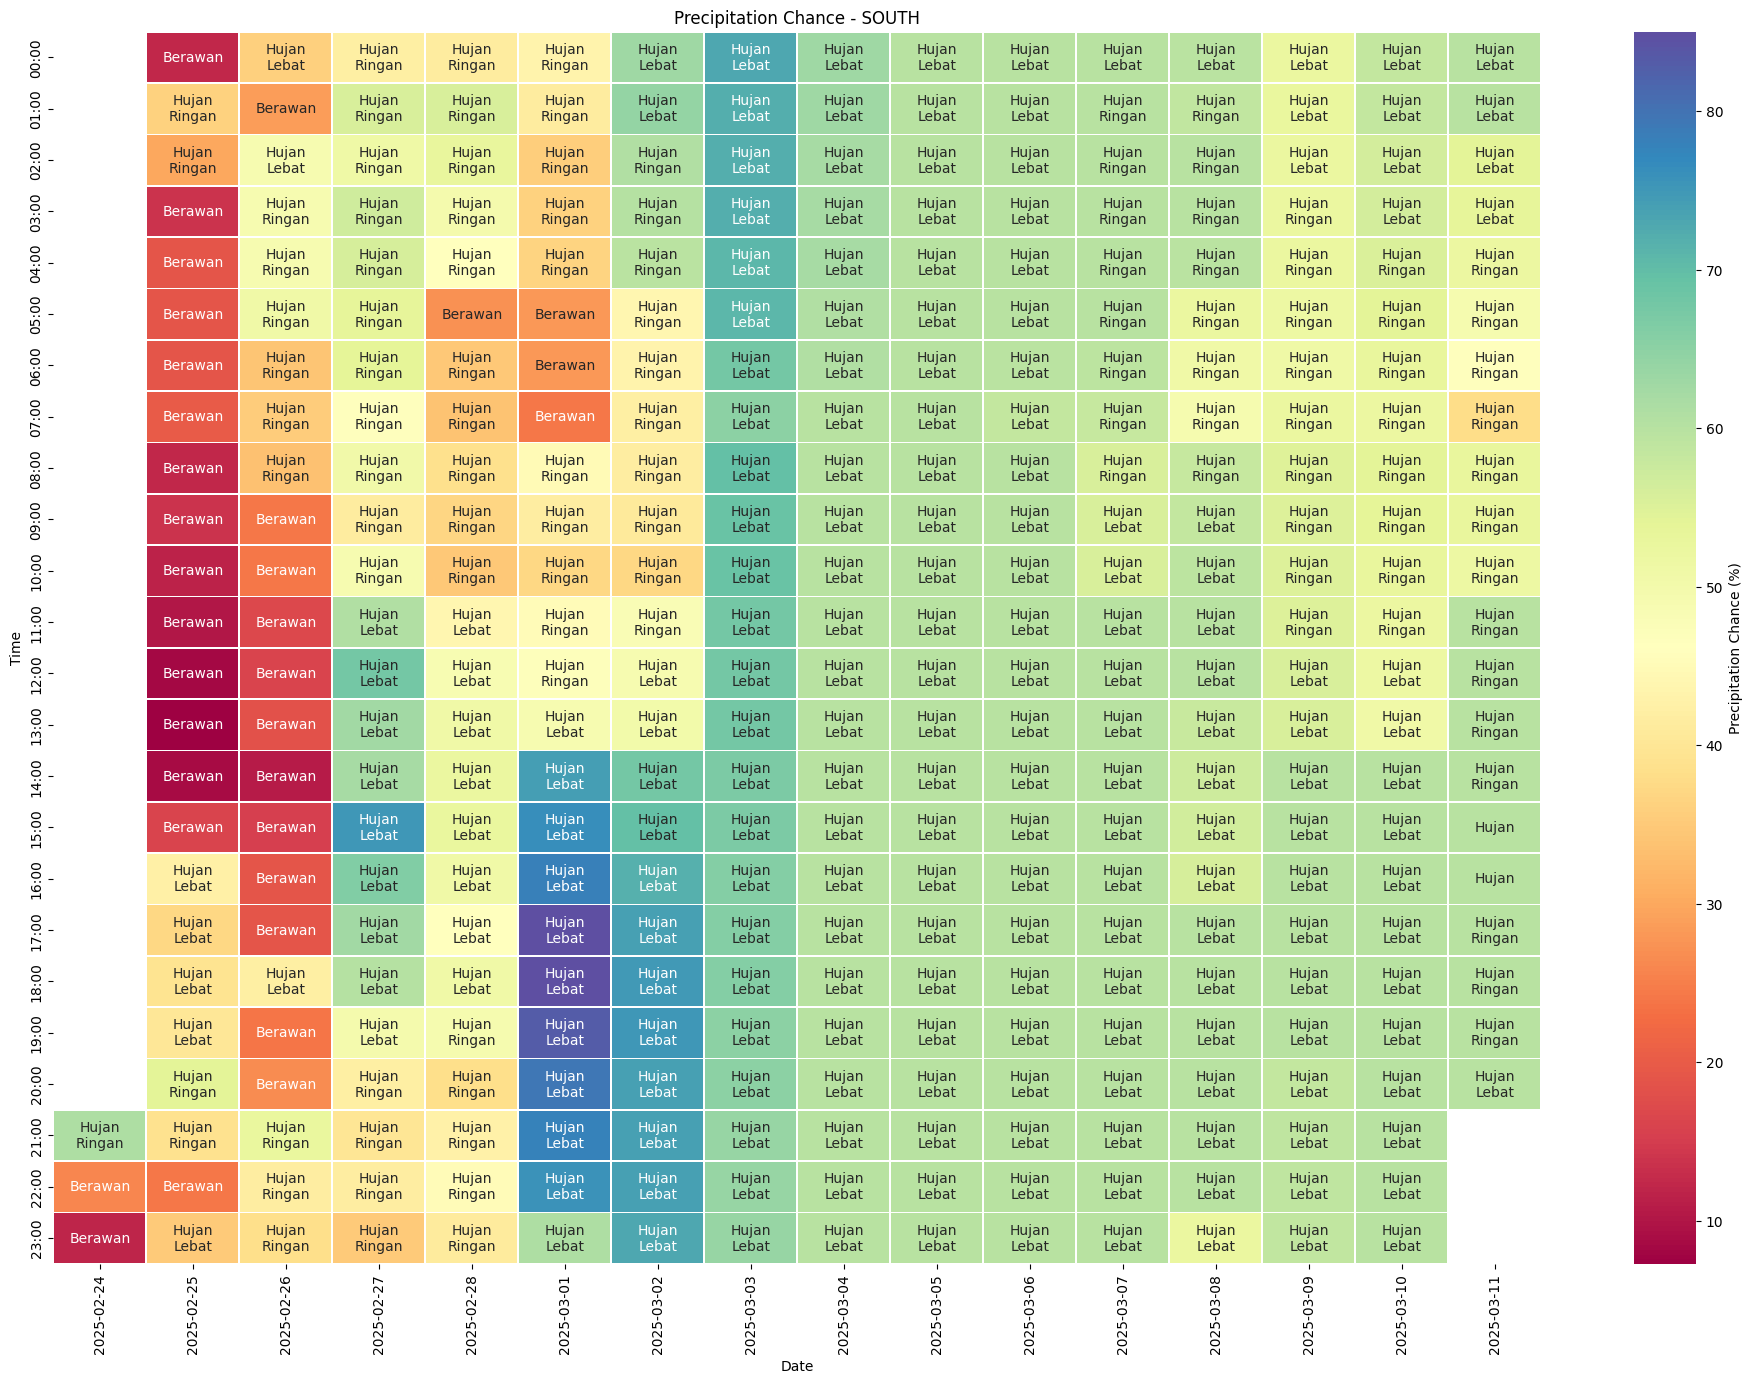 Precipitation Chance - SOUTH
00:00 Berawan Hujan Lebat Hujan Ringan Hujan Ringan Hujan Ringan Hujan Lebat Hujan Lebat Hujan Lebat Hujan Lebat Hujan Lebat Hujan Lebat Hujan Lebat Hujan Lebat Hujan Lebat Hujan Lebat
01:00 Hujan Ringan Berawan Hujan Ringan Hujan Ringan Hujan Ringan Hujan Lebat Hujan Lebat Hujan Lebat Hujan Lebat Hujan Lebat Hujan Ringan Hujan Ringan Hujan Lebat Hujan Lebat Hujan Lebat
02:00 Hujan Ringan Hujan Lebat Hujan Ringan Hujan Ringan Hujan Ringan Hujan Ringan Hujan Lebat Hujan Lebat Hujan Lebat Hujan Lebat Hujan Ringan Hujan Ringan Hujan Lebat Hujan Lebat Hujan Lebat
03:00 Berawan Hujan Ringan Hujan Ringan Hujan Ringan Hujan Ringan Hujan Ringan Hujan Lebat Hujan Lebat Hujan Lebat Hujan Lebat Hujan Ringan Hujan Ringan Hujan Ringan Hujan Lebat Hujan Lebat
04:00 Berawan Hujan Ringan Hujan Ringan Hujan Ringan Hujan Ringan Hujan Ringan Hujan Lebat Hujan Lebat Hujan Lebat Hujan Lebat Hujan Ringan Hujan Ringan Hujan Ringan Hujan Ringan Hujan Ringan
05:00 Berawan Hujan Ringan Hujan Ringan Berawan Berawan Hujan Ringan Hujan Lebat Hujan Lebat Hujan Lebat Hujan Lebat Hujan Ringan Hujan Ringan Hujan Ringan Hujan Ringan Hujan Ringan
06:00 Berawan Hujan Ringan Hujan Ringan Hujan Ringan Berawan Hujan Ringan Hujan Lebat Hujan Lebat Hujan Lebat Hujan Lebat Hujan Ringan Hujan Ringan Hujan Ringan Hujan Ringan Hujan Ringan
07:00 Berawan Hujan Ringan Hujan Ringan Hujan Ringan Berawan Hujan Ringan Hujan Lebat Hujan Lebat Hujan Lebat Hujan Lebat Hujan Ringan Hujan Ringan Hujan Ringan Hujan Ringan Hujan Ringan
08:00 Berawan Hujan Ringan Hujan Ringan Hujan Ringan Hujan Ringan Hujan Ringan Hujan Lebat Hujan Lebat Hujan Lebat Hujan Lebat Hujan Ringan Hujan Ringan Hujan Ringan Hujan Ringan Hujan Ringan
09:00 Berawan Berawan Hujan Ringan Hujan Ringan Hujan Ringan Hujan Ringan Hujan Lebat Hujan Lebat Hujan Lebat Hujan Lebat Hujan Lebat Hujan Lebat Hujan Ringan Hujan Ringan Hujan Ringan
10:00 Berawan Berawan Hujan Ringan Hujan Ringan Hujan Ringan Hujan Ringan Hujan Lebat Hujan Lebat Hujan Lebat Hujan Lebat Hujan Lebat Hujan Lebat Hujan Ringan Hujan Ringan Hujan Ringan
11:00 Berawan Berawan Hujan Lebat Hujan Lebat Hujan Ringan Hujan Ringan Hujan Lebat Hujan Lebat Hujan Lebat Hujan Lebat Hujan Lebat Hujan Lebat Hujan Ringan Hujan Ringan Hujan Ringan
12:00 Berawan Berawan Hujan Lebat Hujan Lebat Hujan Ringan Hujan Lebat Hujan Lebat Hujan Lebat Hujan Lebat Hujan Lebat Hujan Lebat Hujan Lebat Hujan Lebat Hujan Lebat Hujan Ringan
13:00 Berawan Berawan Hujan Lebat Hujan Lebat Hujan Lebat Hujan Lebat Hujan Lebat Hujan Lebat Hujan Lebat Hujan Lebat Hujan Lebat Hujan Lebat Hujan Lebat Hujan Lebat Hujan Ringan
14:00 Berawan Berawan Hujan Lebat Hujan Lebat Hujan Lebat Hujan Lebat Hujan Lebat Hujan Lebat Hujan Lebat Hujan Lebat Hujan Lebat Hujan Lebat Hujan Lebat Hujan Lebat Hujan Ringan
15:00 Berawan Berawan Hujan Lebat Hujan Lebat Hujan Lebat Hujan Lebat Hujan Lebat Hujan Lebat Hujan Lebat Hujan Lebat Hujan Lebat Hujan Lebat Hujan Lebat Hujan Lebat Hujan
16:00 Hujan Lebat Berawan Hujan Lebat Hujan Lebat Hujan Lebat Hujan Lebat Hujan Lebat Hujan Lebat Hujan Lebat Hujan Lebat Hujan Lebat Hujan Lebat Hujan Lebat Hujan Lebat Hujan
17:00 Hujan Lebat Berawan Hujan Lebat Hujan Lebat Hujan Lebat Hujan Lebat Hujan Lebat Hujan Lebat Hujan Lebat Hujan Lebat Hujan Lebat Hujan Lebat Hujan Lebat Hujan Lebat Hujan Ringan
18:00 Hujan Lebat Hujan Lebat Hujan Lebat Hujan Lebat Hujan Lebat Hujan Lebat Hujan Lebat Hujan Lebat Hujan Lebat Hujan Lebat Hujan Lebat Hujan Lebat Hujan Lebat Hujan Lebat Hujan Ringan
19:00 Hujan Lebat Berawan Hujan Lebat Hujan Ringan Hujan Lebat Hujan Lebat Hujan Lebat Hujan Lebat Hujan Lebat Hujan Lebat Hujan Lebat Hujan Lebat Hujan Lebat Hujan Lebat Hujan Ringan
20:00 Hujan Ringan Berawan Hujan Ringan Hujan Ringan Hujan Lebat Hujan Lebat Hujan Lebat Hujan Lebat Hujan Lebat Hujan Lebat Hujan Lebat Hujan Lebat Hujan Lebat Hujan Lebat Hujan Lebat
21:00 Hujan Ringan Hujan Ringan Hujan Ringan Hujan Ringan Hujan Ringan Hujan Lebat Hujan Lebat Hujan Lebat Hujan Lebat Hujan Lebat Hujan Lebat Hujan Lebat Hujan Lebat Hujan Lebat Hujan Lebat
22:00 Berawan Berawan Hujan Ringan Hujan Ringan Hujan Ringan Hujan Lebat Hujan Lebat Hujan Lebat Hujan Lebat Hujan Lebat Hujan Lebat Hujan Lebat Hujan Lebat Hujan Lebat Hujan Lebat
23:00 Berawan Hujan Lebat Hujan Ringan Hujan Ringan Hujan Ringan Hujan Lebat Hujan Lebat Hujan Lebat Hujan Lebat Hujan Lebat Hujan Lebat Hujan Lebat Hujan Lebat Hujan Lebat Hujan Lebat
2025-02-24 2025-02-25 2025-02-26 2025-02-27 2025-02-28 2025-03-01 2025-03-02 2025-03-03 2025-03-04 2025-03-05 2025-03-06 2025-03-07 2025-03-08 2025-03-09 2025-03-10 2025-03-11
Time
Date
80
70
60
50
40
30
20
10
Precipitation Chance (%)